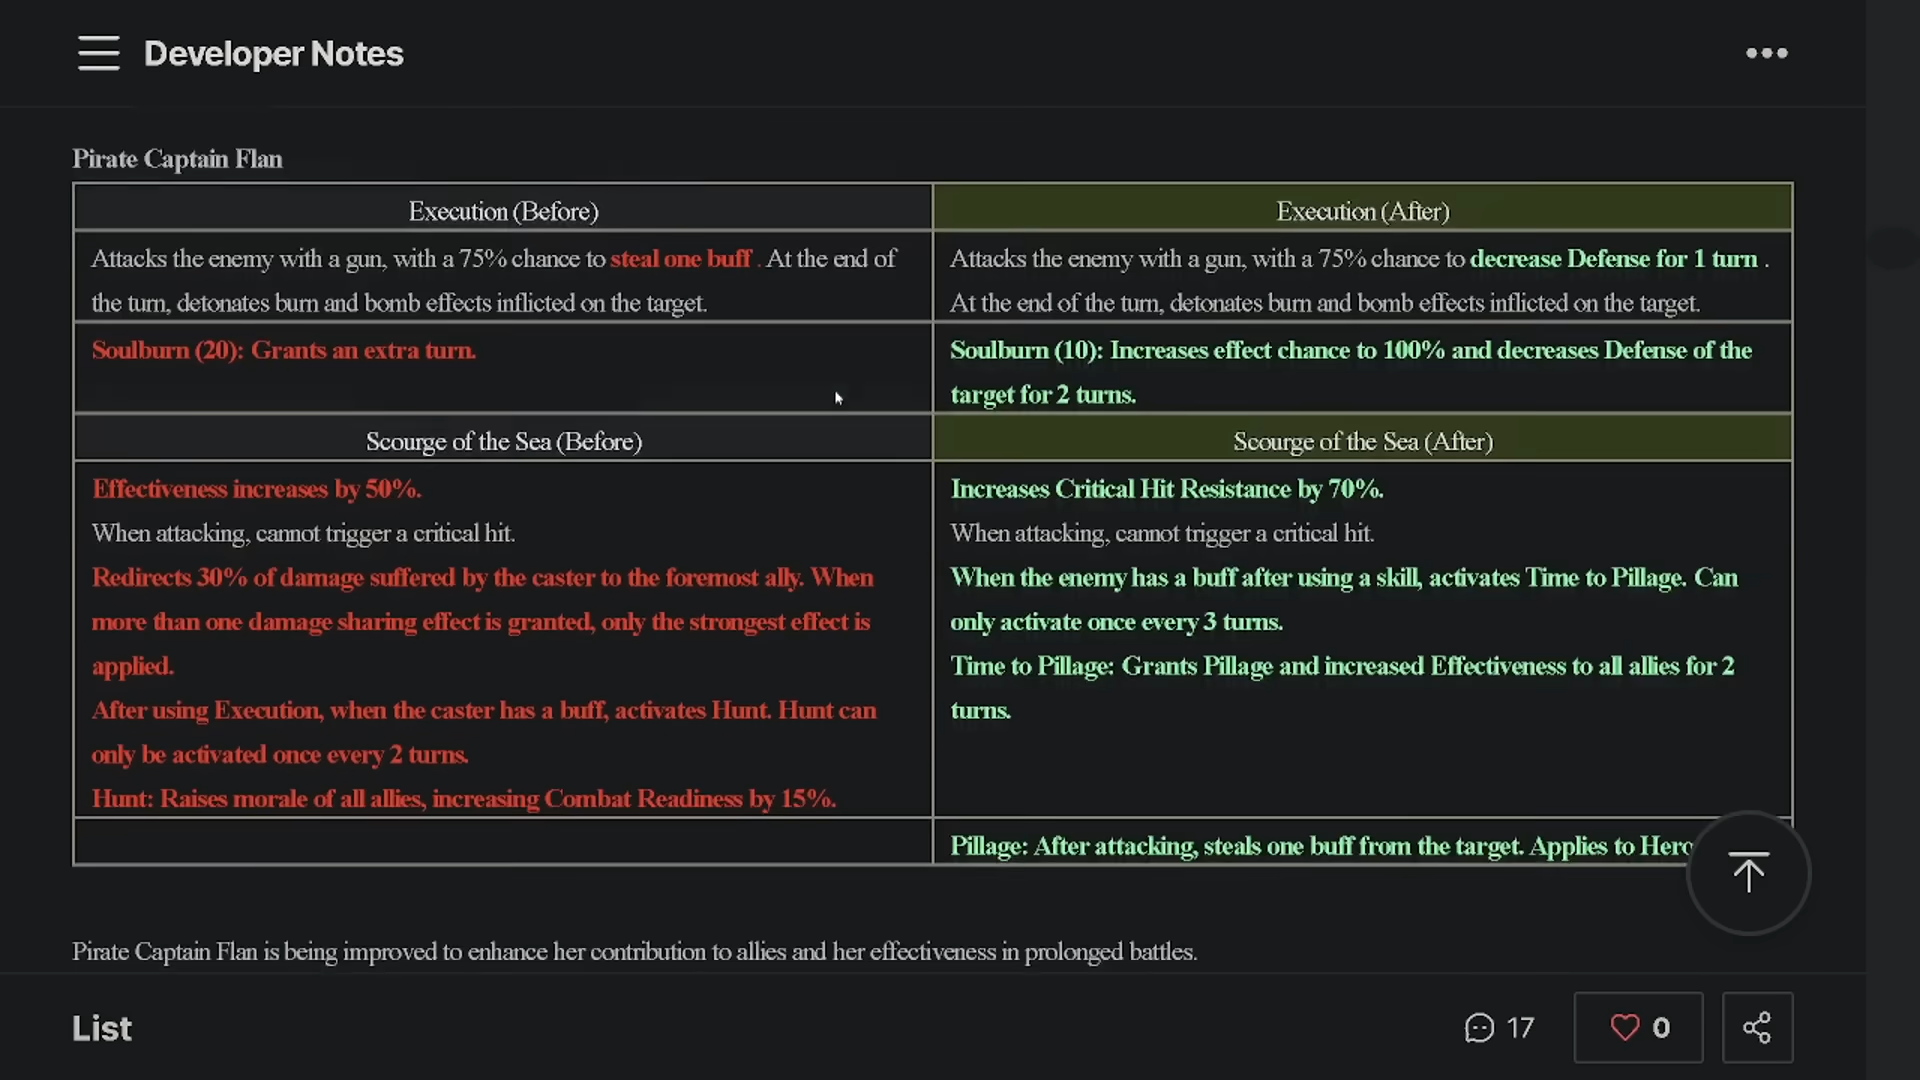 Developer Notes
Pirate Captain Flan
Execution (Before)
Execution (After)
Attacks the enemy with a gun, with a 75% chance to steal one buff . At the end of
the turn, detonates burn and bomb effects inflicted on the target.
Attacks the enemy with a gun, with a 75% chance to decrease Defense for 1 turn .
At the end of the turn, detonates burn and bomb effects inflicted on the target.
Soulburn (20): Grants an extra turn.
Soulburn (10): Increases effect chance to 100% and decreases Defense of the
target for 2 turns.
Scourge of the Sea (Before)
Scourge of the Sea (After)
Effectiveness increases by 50%.
When attacking, cannot trigger a critical hit.
Redirects 30% of damage suffered by the caster to the foremost ally. When
more than one damage sharing effect is granted, only the strongest effect is
applied.
After using Execution, when the caster has a buff, activates Hunt. Hunt can
only be activated once every 2 turns.
Hunt: Raises morale of all allies, increasing Combat Readiness by 15%.
Increases Critical Hit Resistance by 70%.
When attacking, cannot trigger a critical hit.
When the enemy has a buff after using a skill, activates Time to Pillage. Can
only activate once every 3 turns.
Time to Pillage: Grants Pillage and increased Effectiveness to all allies for 2
turns.
Pillage: After attacking, steals one buff from the target. Applies to Hero
Pirate Captain Flan is being improved to enhance her contribution to allies and her effectiveness in prolonged battles.
List
17
0